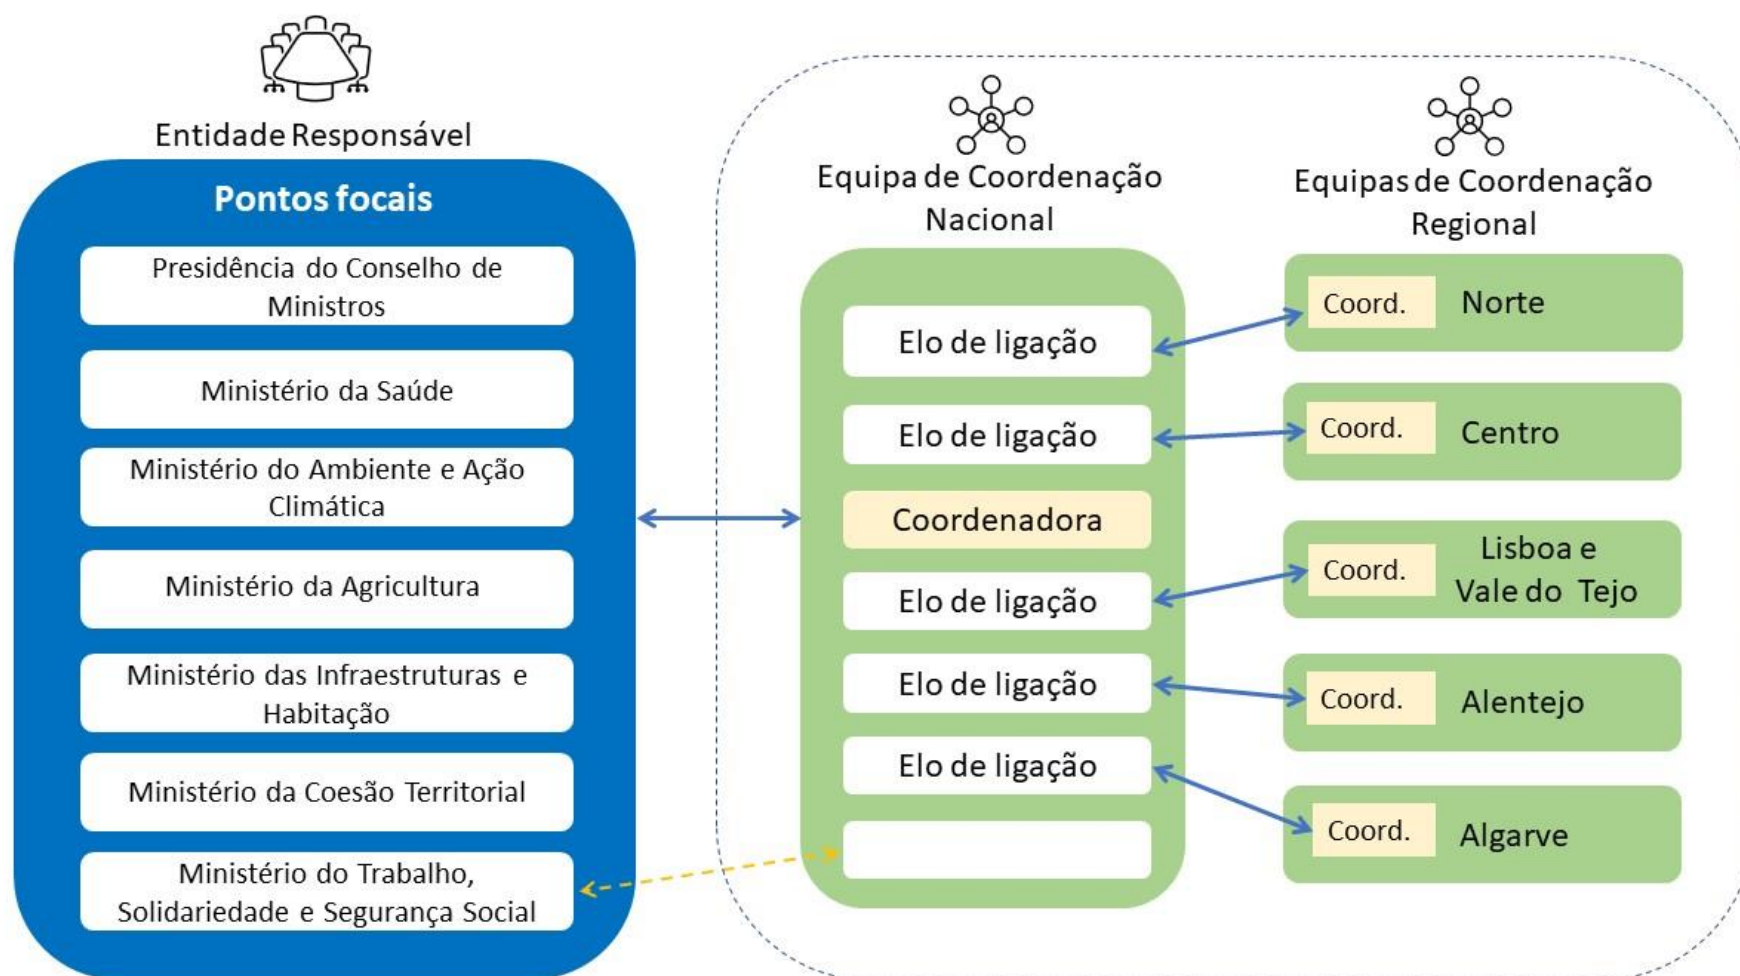 Entidade Responsável
Pontos focais
Presidência do Conselho de
Ministros
Ministério da Saúde
Ministério do Ambiente e Ação
Climática
Ministério da Agricultura
Ministério das Infraestruturas e
Habitação
Ministério da Coesão Territorial
Ministério do Trabalho,
Solidariedade e Segurança Social
Equipa de Coordenação
Nacional
Elo de ligação
Elo de ligação
Coordenadora
Elo de ligação
Elo de ligação
Elo de ligação
Equipas de Coordenação
Regional
Coord. Norte
Coord. Centro
Coord. Lisboa e
Vale do Tejo
Coord. Alentejo
Coord. Algarve